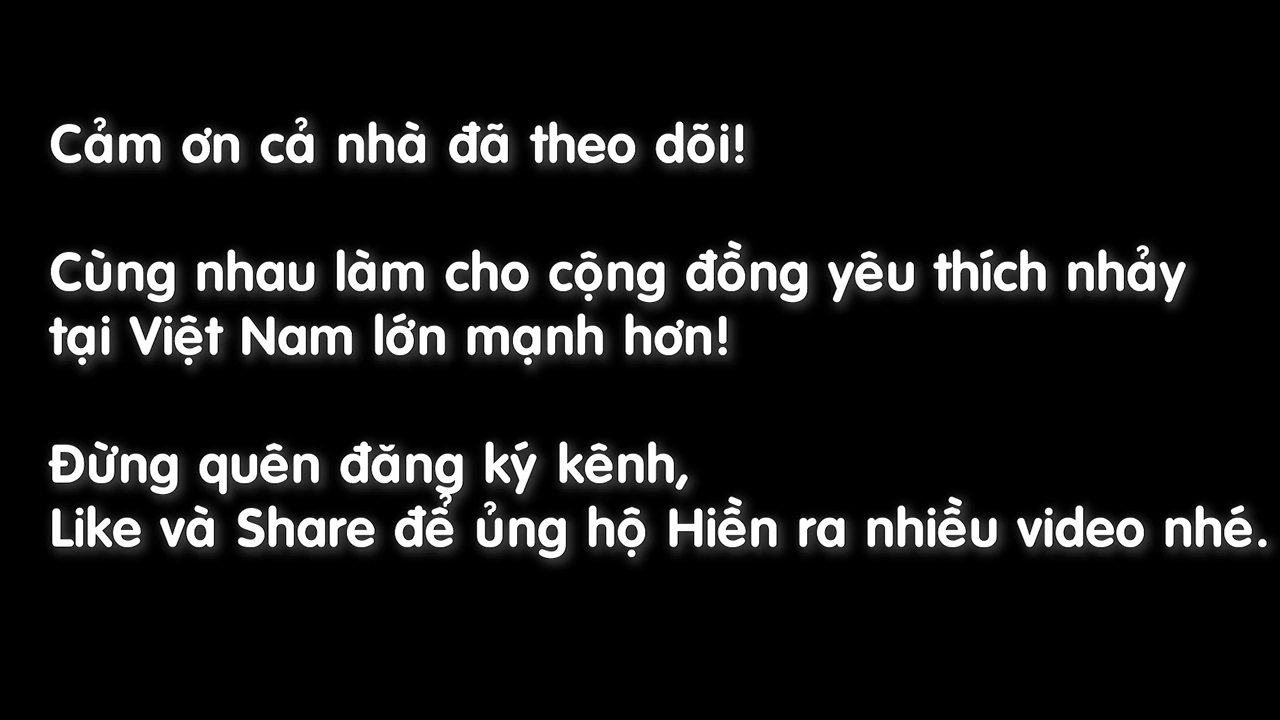 Cảm ơn cả nhà đã theo dõi!
Cùng nhau làm cho cộng đồng yêu thích nhảy
tại Việt Nam lớn mạnh hơn!
Đừng quên đăng ký kênh,
Like và Share để ủng hộ Hiền ra nhiều video nhé.